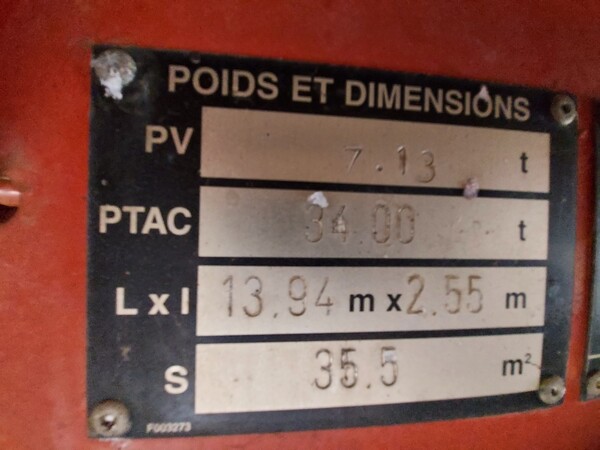 POIDS ET DIMENSIONS
PV 7.13 t
PTAC 34.00 t
L x l 13.94 m x 2.55 m
S 35.5 m²
F003273